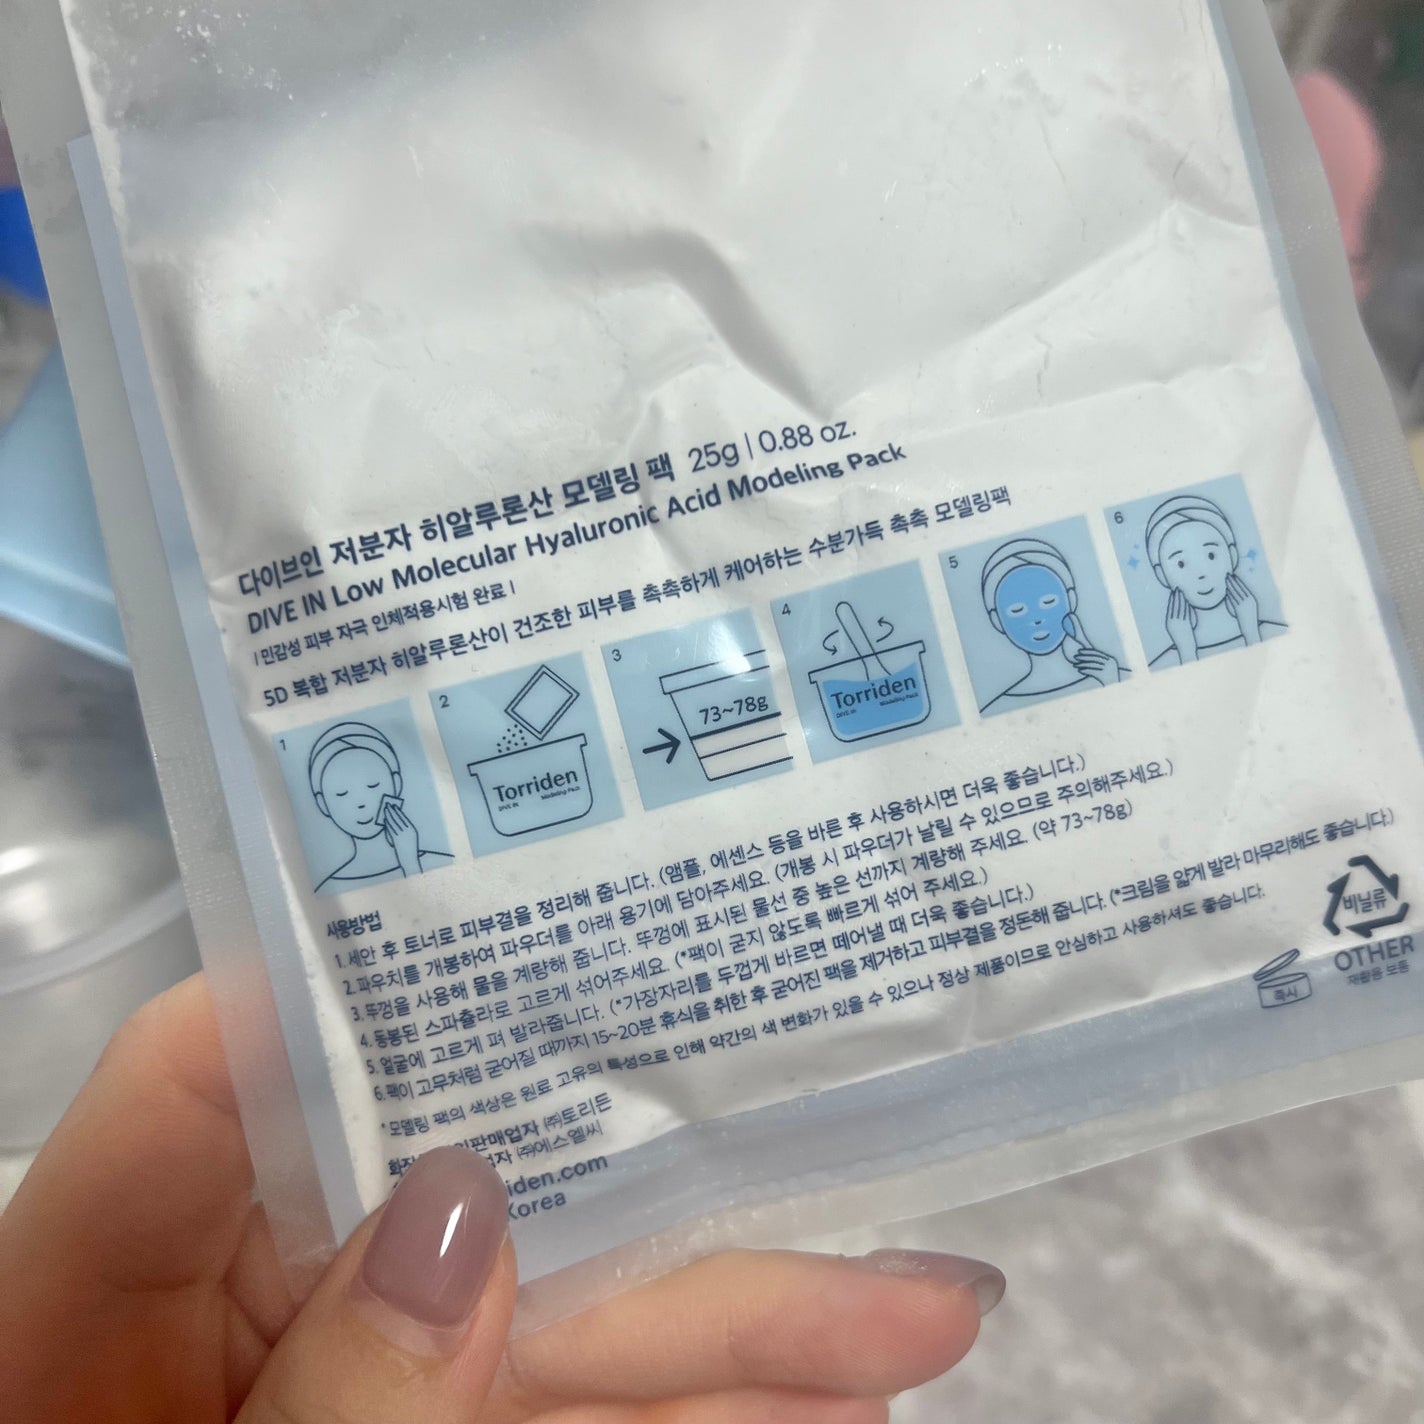 다이브인 저분자 히알루론산 모델링 팩 25g | 0.88 oz.
DIVE IN Low Molecular Hyaluronic Acid Modeling Pack
| 민감성 피부 자극 인체적용시험 완료 |
5D 복합 저분자 히알루론산이 건조한 피부를 촉촉하게 케어하는 수분가득 촉촉 모델링팩
1
2
Torriden
DIVE IN Modeling Pack
3
73~78g
4
Torriden
DIVE IN Modeling Pack
5
6
사용방법
1. 세안 후 토너로 피부결을 정리해 줍니다. (앰플, 에센스 등을 바른 후 사용하시면 더욱 좋습니다.)
2. 파우치를 개봉하여 파우더를 아래 용기에 담아주세요. (개봉 시 파우더가 날릴 수 있으므로 주의해주세요.)
3. 뚜껑을 사용해 물을 계량해 줍니다. 뚜껑에 표시된 물선 중 높은 선까지 계량해 주세요. (약 73~78g)
4. 동봉된 스파츌라로 고르게 섞어주세요. (*팩이 굳지 않도록 빠르게 섞어 주세요.)
5. 얼굴에 고르게 펴 발라줍니다. (*가장자리를 두껍게 바르면 떼어낼 때 더욱 좋습니다.)
6. 팩이 고무처럼 굳어질 때까지 15~20분 휴식을 취한 후 굳어진 팩을 제거하고 피부결을 정돈해 줍니다. (*크림을 얇게 발라 마무리해도 좋습니다.)
* 모델링 팩의 색상은 원료 고유의 특성으로 인해 약간의 색 변화가 있을 수 있으나 정상 제품이므로 안심하고 사용하셔도 좋습니다.
판매업자 ㈜토리든
㈜에스엘씨
iden.com
Korea
즉시
비닐류
OTHER
재활용 보통